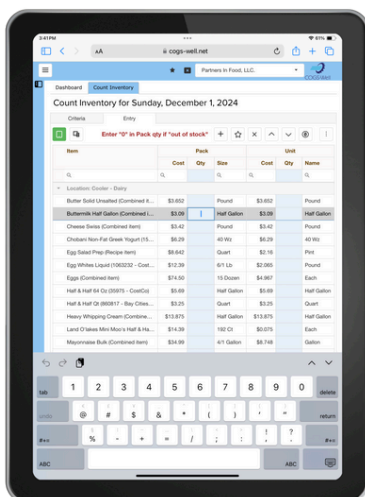 3:41 PM
61%
AA cogs-well.net
Partners In Food, LLC.
COGS-Well
Dashboard Count Inventory
Count Inventory for Sunday, December 1, 2024
Criteria Entry
Enter "0" in Pack qty if "out of stock"
Item Pack Unit
Cost Qty Size Cost Qty Name
Location: Cooler - Dairy
Butter Solid Unsalted (Combined it... $3.652 Pound $3.652 Pound
Buttermilk Half Gallon (Combined i... $3.09 Half Gallon $3.09 Half Gallon
Cheese Swiss (Combined item) $3.42 Pound $3.42 Pound
Chobani Non-Fat Greek Yogurt (15... $6.29 40 Wz $6.29 40 Wz
Egg Salad Prep (Recipe item) $8.642 Quart $2.18 Pint
Egg Whites Liquid (1063232 - Cost... $12.39 6/1 Lb $2.065 Pound
Eggs (Combined item) $74.50 15 Dozen $4.967 Each
Half & Half 64 Oz (55973 - CostCo) $5.69 Half Gallon $5.69 Half Gallon
Half & Half Qt (860817 - Bay Cities... $3.25 Quart $3.25 Quart
Heavy Whipping Cream (Combine... $13.875 Half Gallon $13.875 Half Gallon
Land O'lakes Mini Moo's Half & Ha... $14.39 192 Ct $0.075 Each
Mayonnaise Bulk (Combined item) $34.99 4/1 Gallon $8.748 Gallon
tab 1 2 3 4 5 6 7 8 9 0 delete
undo @ # $ & * ( ) ' " return
#+= % - + = / ; : ! ? #+=
ABC ABC